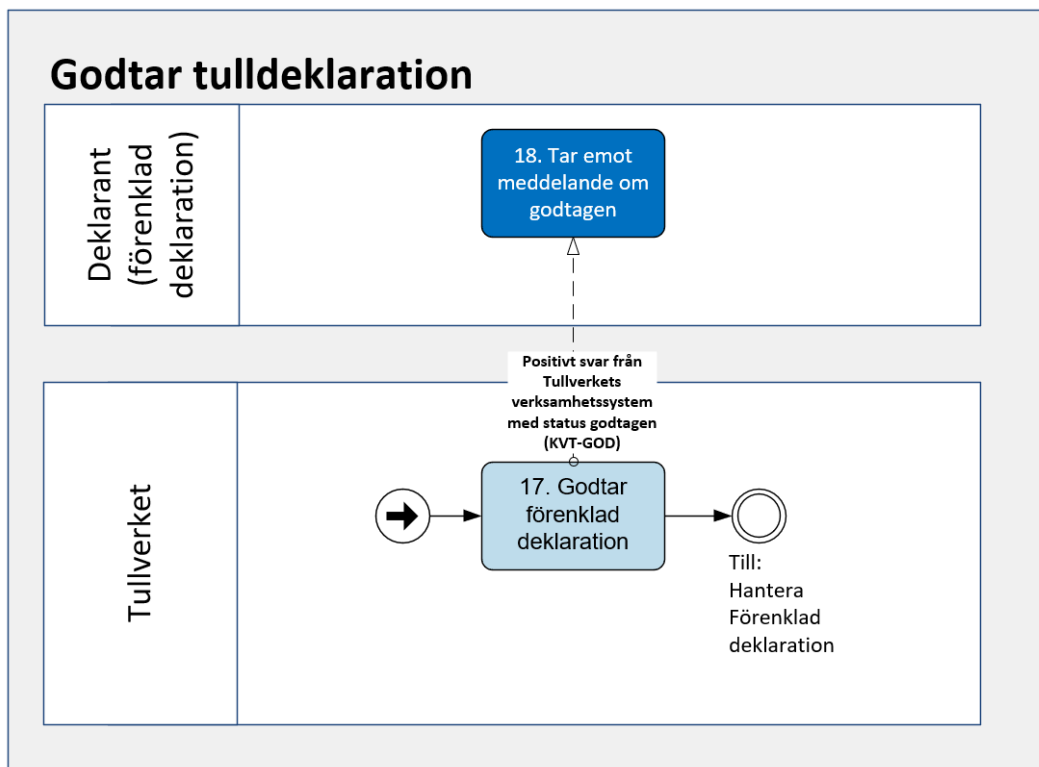 Godtar tulldeklaration
Deklarant
(förenklad
deklaration)
18. Tar emot
meddelande om
godtagen
Positivt svar från
Tullverkets
verksamhetssystem
med status godtagen
(KVT-GOD)
Tullverket
17. Godtar
förenklad
deklaration
Till:
Hantera
Förenklad
deklaration